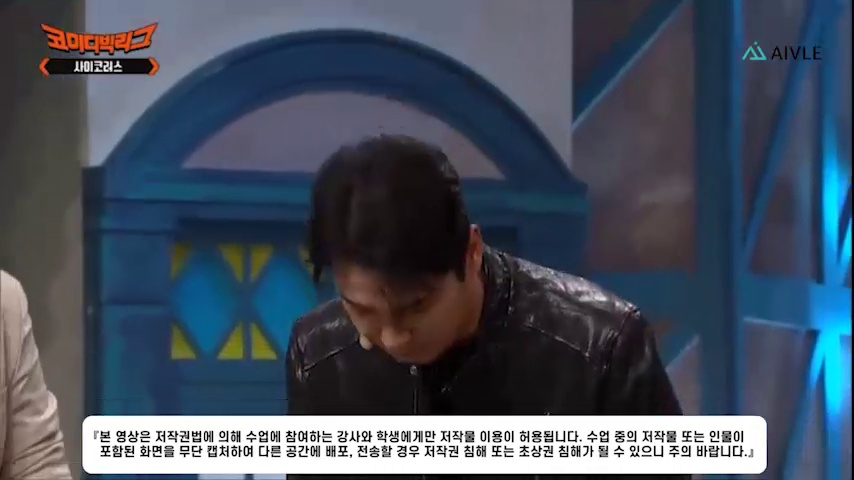 코미디빅리그
사이코러스
AIVLE
『본 영상은 저작권법에 의해 수업에 참여하는 강사와 학생에게만 저작물 이용이 허용됩니다. 수업 중의 저작물 또는 인물이
포함된 화면을 무단 캡처하여 다른 공간에 배포, 전송할 경우 저작권 침해 또는 초상권 침해가 될 수 있으니 주의 바랍니다.』